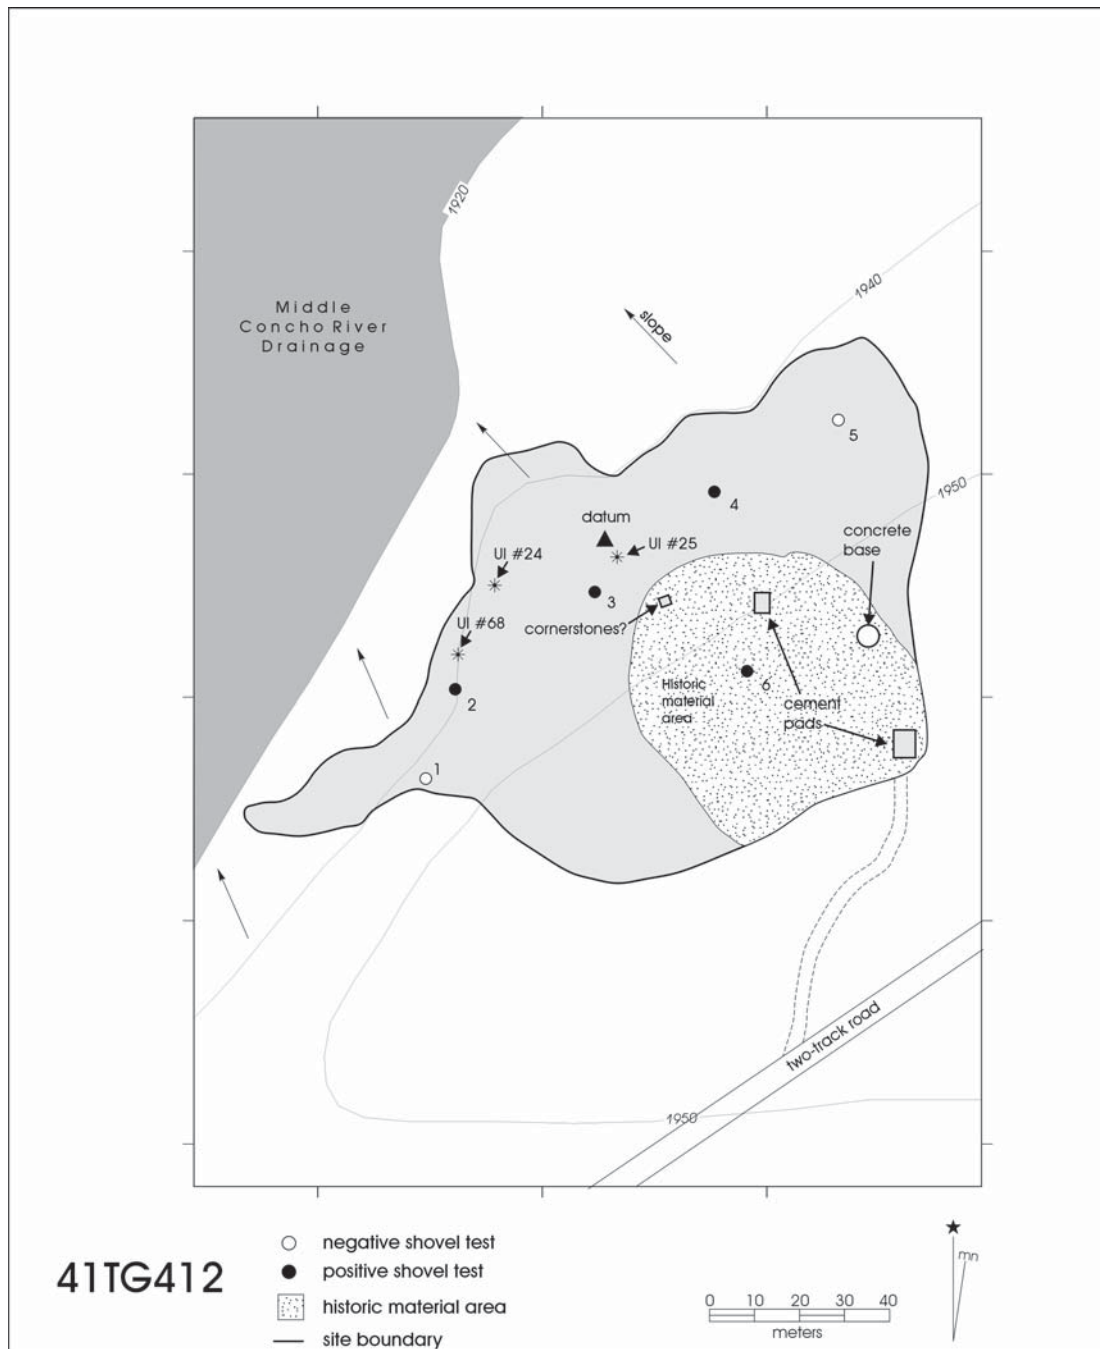 1920
Middle
Concho River
Drainage
slope
1940
5
1950
4
datum
concrete
base
UI #25
UI #24
3
cornerstones?
UI #68
6
Historic
material
area
cement
pads
2
1
two-track road
1950
41TG412
negative shovel test
positive shovel test
historic material area
site boundary
0 10 20 30 40
meters
mn